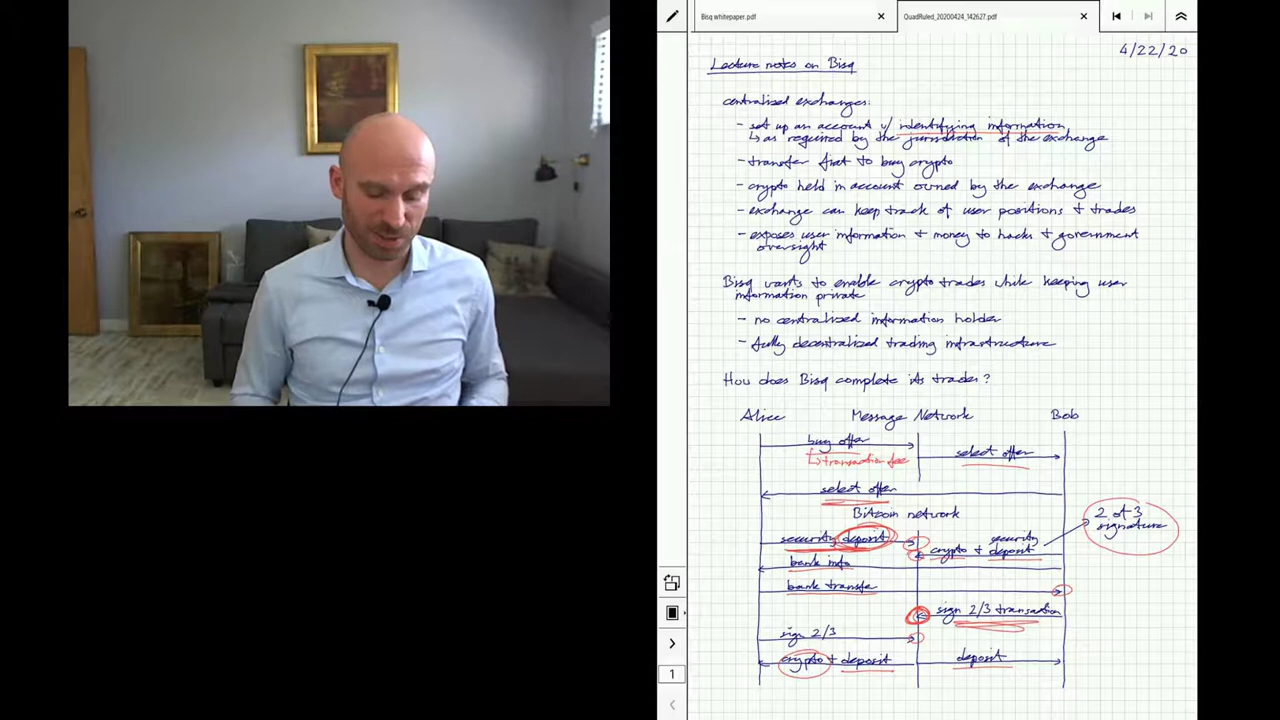 Bisq whitepaper.pdf
QuadRuled_20200424_142627.pdf
4/22/20
Lecture notes on Bisq
centralized exchanges:
- set up an account w/ identifying information
↳ as required by the jurisdiction of the exchange
- transfer fiat to buy crypto
- crypto held in account owned by the exchange
- exchange can keep track of user positions + trades
- exposes user information + money to hacks + government
oversight
Bisq wants to enable crypto trades while keeping user
information private
- no centralized information holder
- fully decentralized trading infrastructure
How does Bisq complete its trades?
Alice Message Network Bob
buy offer
↳ transaction fee
select offer
select offer
Bitcoin network
2 of 3
signature
security deposit
security
crypto + deposit
bank info
bank transfer
sign 2/3 transaction
sign 2/3
crypto + deposit
deposit
1